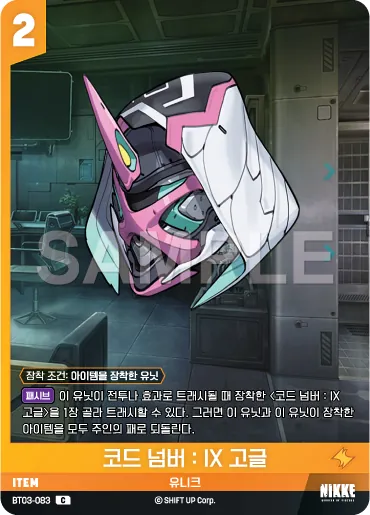 2
SAMPLE
장착 조건: 아이템을 장착한 유닛
패시브 이 유닛이 전투나 효과로 트래시될 때 장착한 <코드 넘버 : IX
고글>을 1장 골라 트래시할 수 있다. 그러면 이 유닛과 이 유닛이 장착한
아이템을 모두 주인의 패로 되돌린다.
코드 넘버 : IX 고글
ITEM
유니크
BT03-083 C
©SHIFT UP Corp.
NIKKE